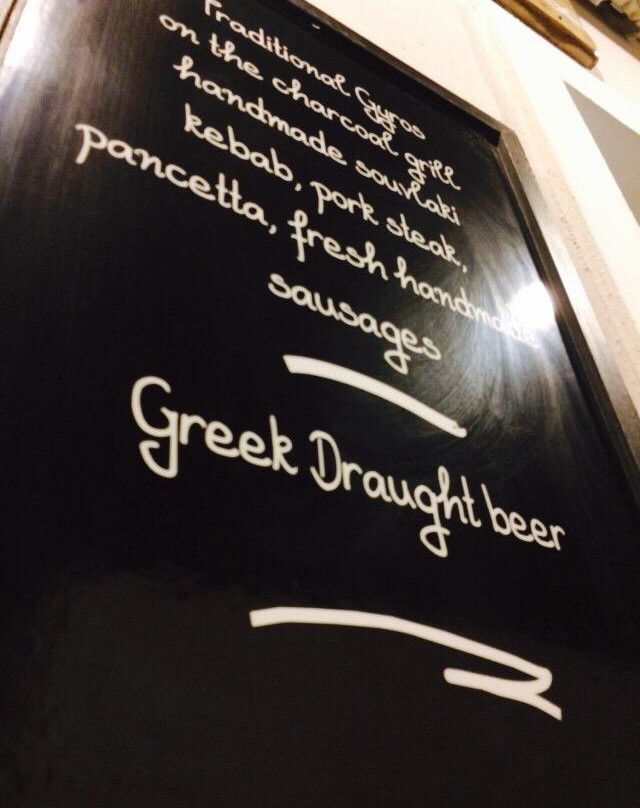 Traditional Gyros
on the charcoal grill
handmade souvlaki
kebab, pork steak,
pancetta, fresh handmade
sausages
Greek Draught beer